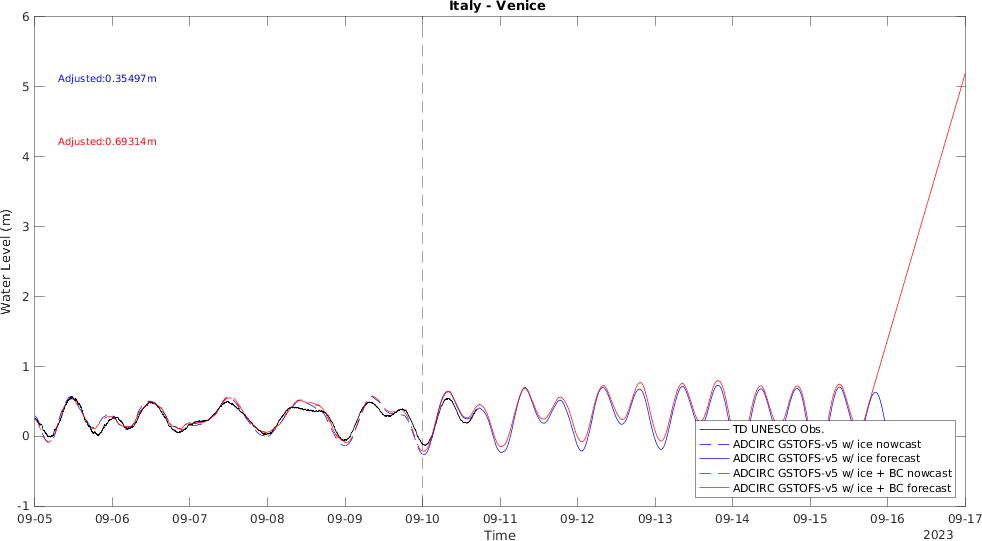 Italy - Venice
6
5
4
3
2
1
0
-1
Water Level (m)
Adjusted:0.35497m
Adjusted:0.69314m
TD UNESCO Obs.
ADCIRC GSTOFS-v5 w/ ice nowcast
ADCIRC GSTOFS-v5 w/ ice forecast
ADCIRC GSTOFS-v5 w/ ice + BC nowcast
ADCIRC GSTOFS-v5 w/ ice + BC forecast
09-05 09-06 09-07 09-08 09-09 09-10 09-11 09-12 09-13 09-14 09-15 09-16 09-17
Time
2023